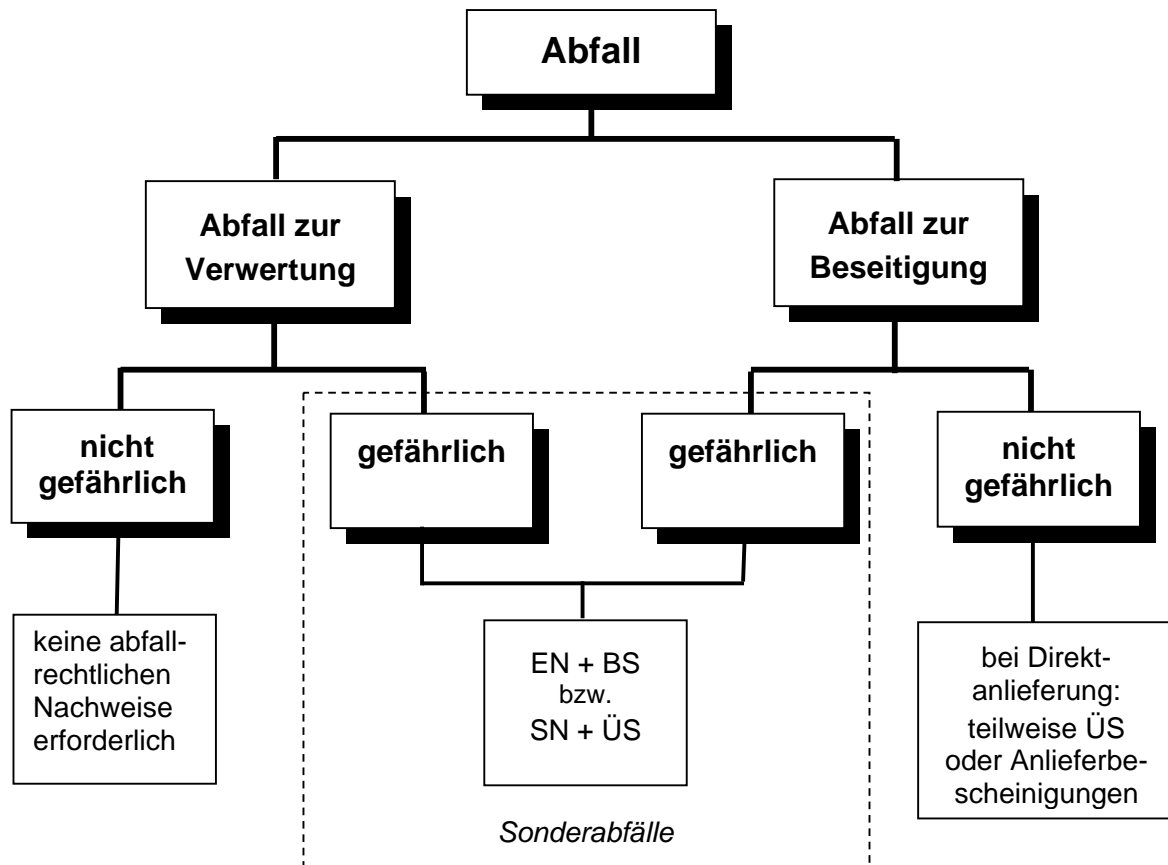 Abfall
Abfall zur
Verwertung
Abfall zur
Beseitigung
nicht
gefährlich
gefährlich
gefährlich
nicht
gefährlich
keine abfall-
rechtlichen
Nachweise
erforderlich
EN + BS
bzw.
SN + ÜS
bei Direkt-
anlieferung:
teilweise ÜS
oder Anlieferbe-
scheinigungen
Sonderabfälle